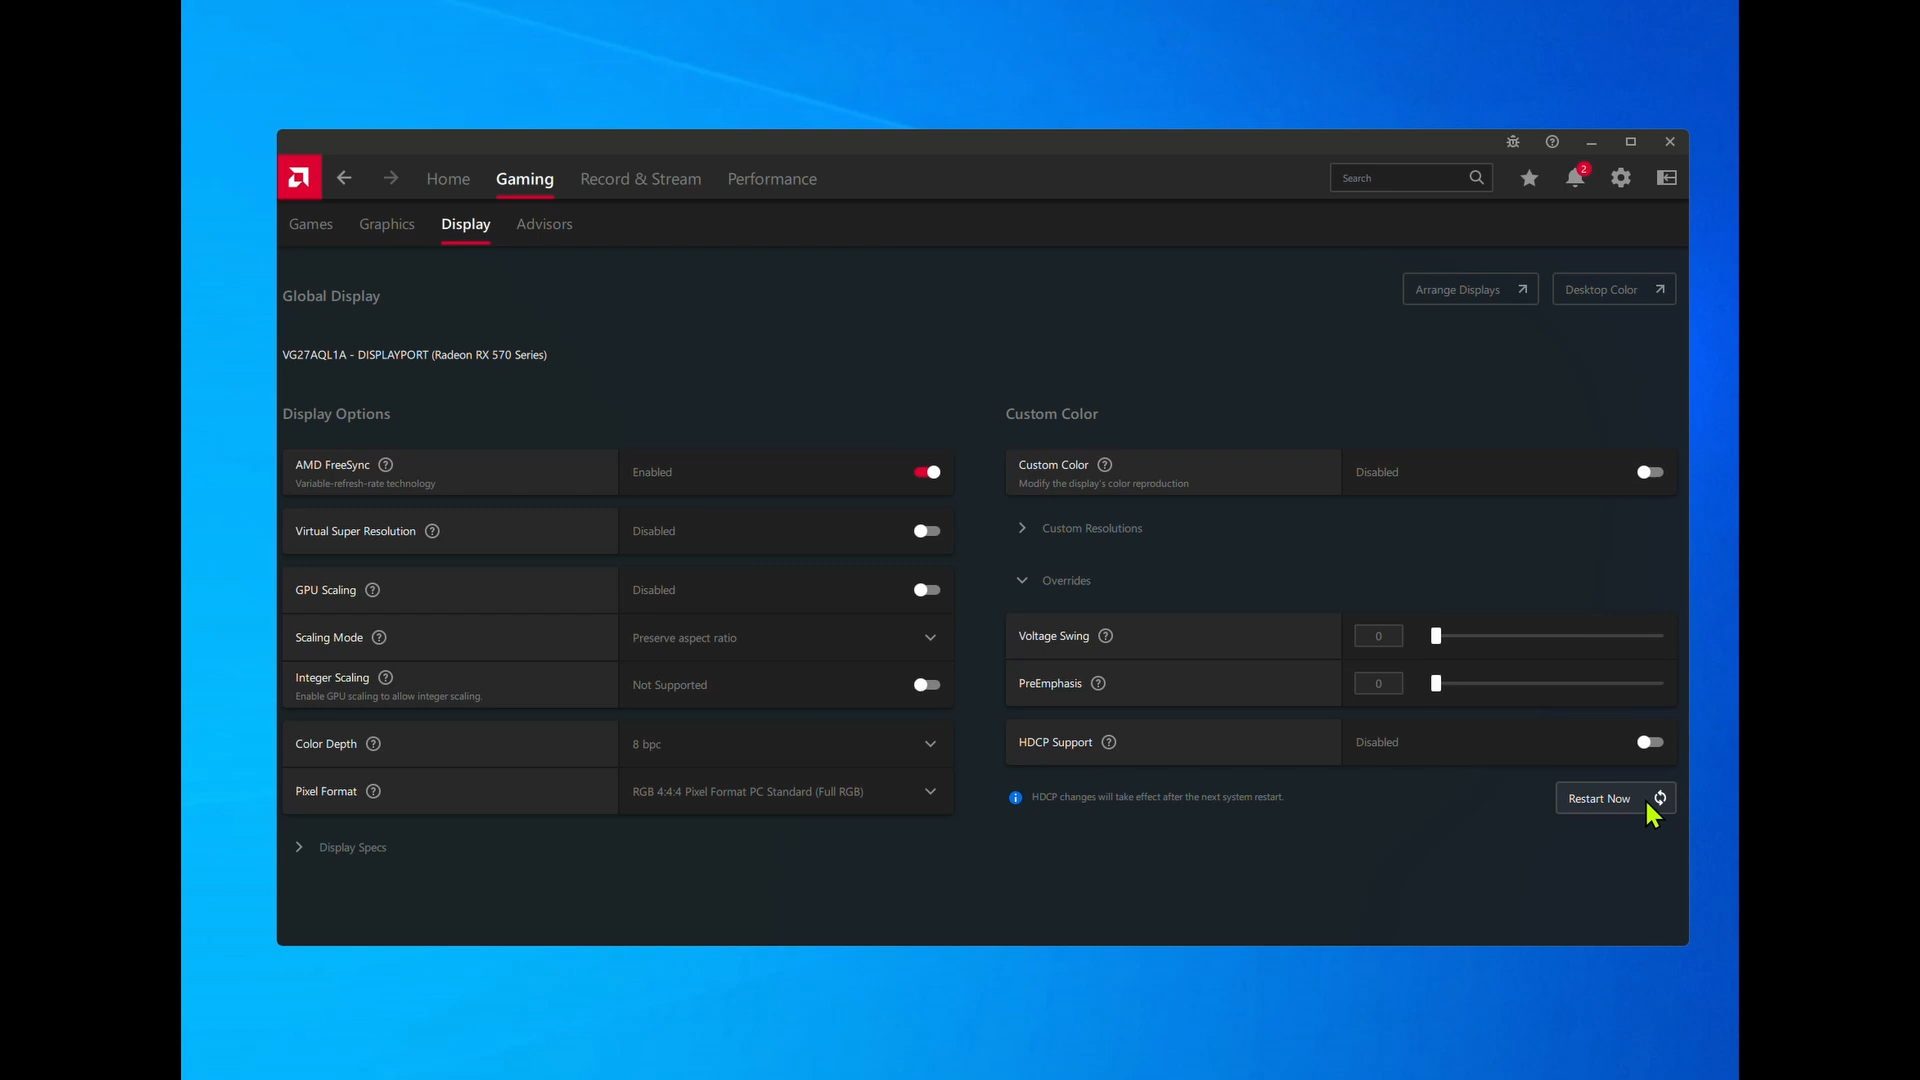 Home
Gaming
Record & Stream
Performance
Search
2
Games
Graphics
Display
Advisors
Global Display
Arrange Displays
Desktop Color
VG27AQL1A - DISPLAYPORT (Radeon RX 570 Series)
Display Options
AMD FreeSync
Variable-refresh-rate technology
Enabled
Virtual Super Resolution
Disabled
GPU Scaling
Disabled
Scaling Mode
Preserve aspect ratio
Integer Scaling
Enable GPU scaling to allow integer scaling.
Not Supported
Color Depth
8 bpc
Pixel Format
RGB 4:4:4 Pixel Format PC Standard (Full RGB)
Display Specs
Custom Color
Custom Color
Modify the display's color reproduction
Disabled
Custom Resolutions
Overrides
Voltage Swing
0
PreEmphasis
0
HDCP Support
Disabled
HDCP changes will take effect after the next system restart.
Restart Now